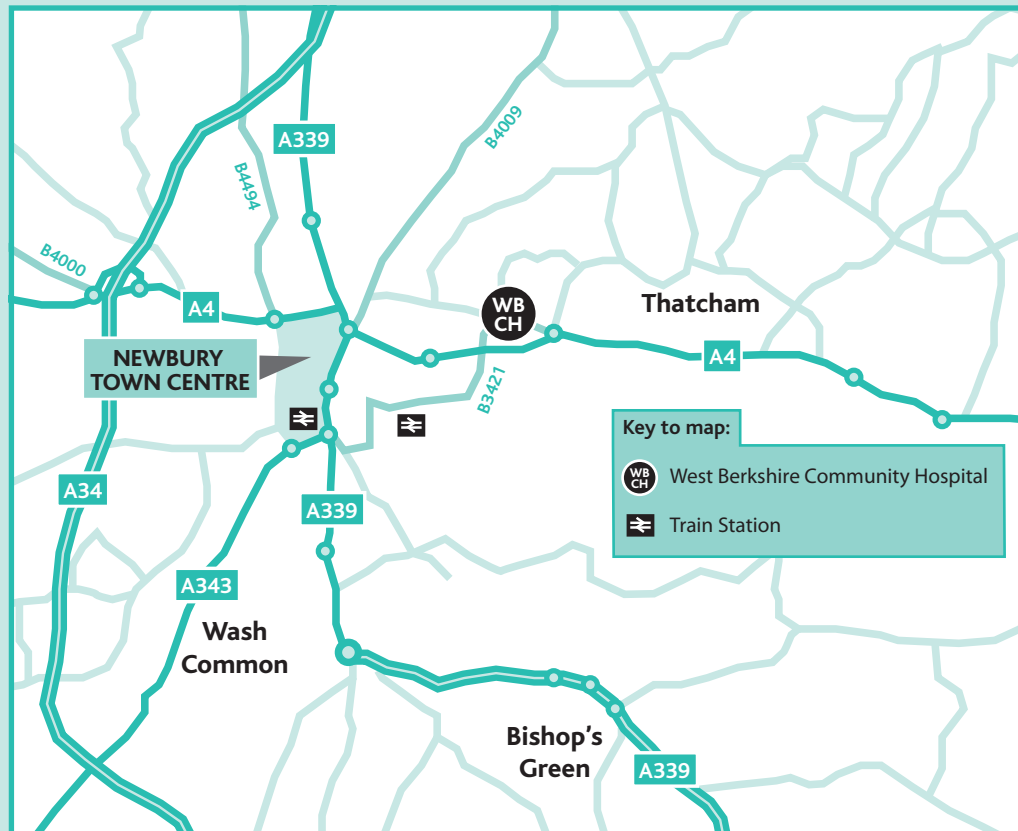 A339
B4009
B4494
B4000
A4
WB
CH
Thatcham
NEWBURY
TOWN CENTRE
A4
B3421
Key to map:
WB
CH
West Berkshire Community Hospital
Train Station
A34
A339
A343
Wash
Common
Bishop's
Green
A339